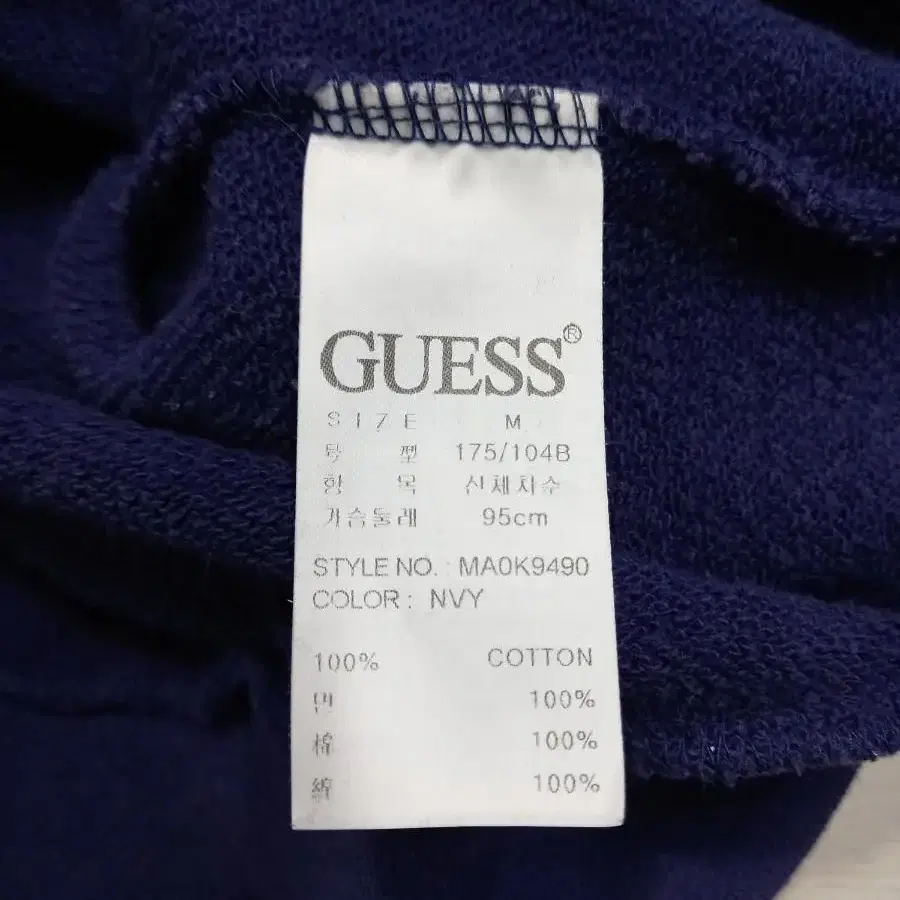 GUESS®
SIZE M
호 형 175/104B
항 목 신체치수
가슴둘레 95cm
STYLE NO. : MA0K9490
COLOR : NVY
100% COTTON
면 100%
棉 100%
綿 100%